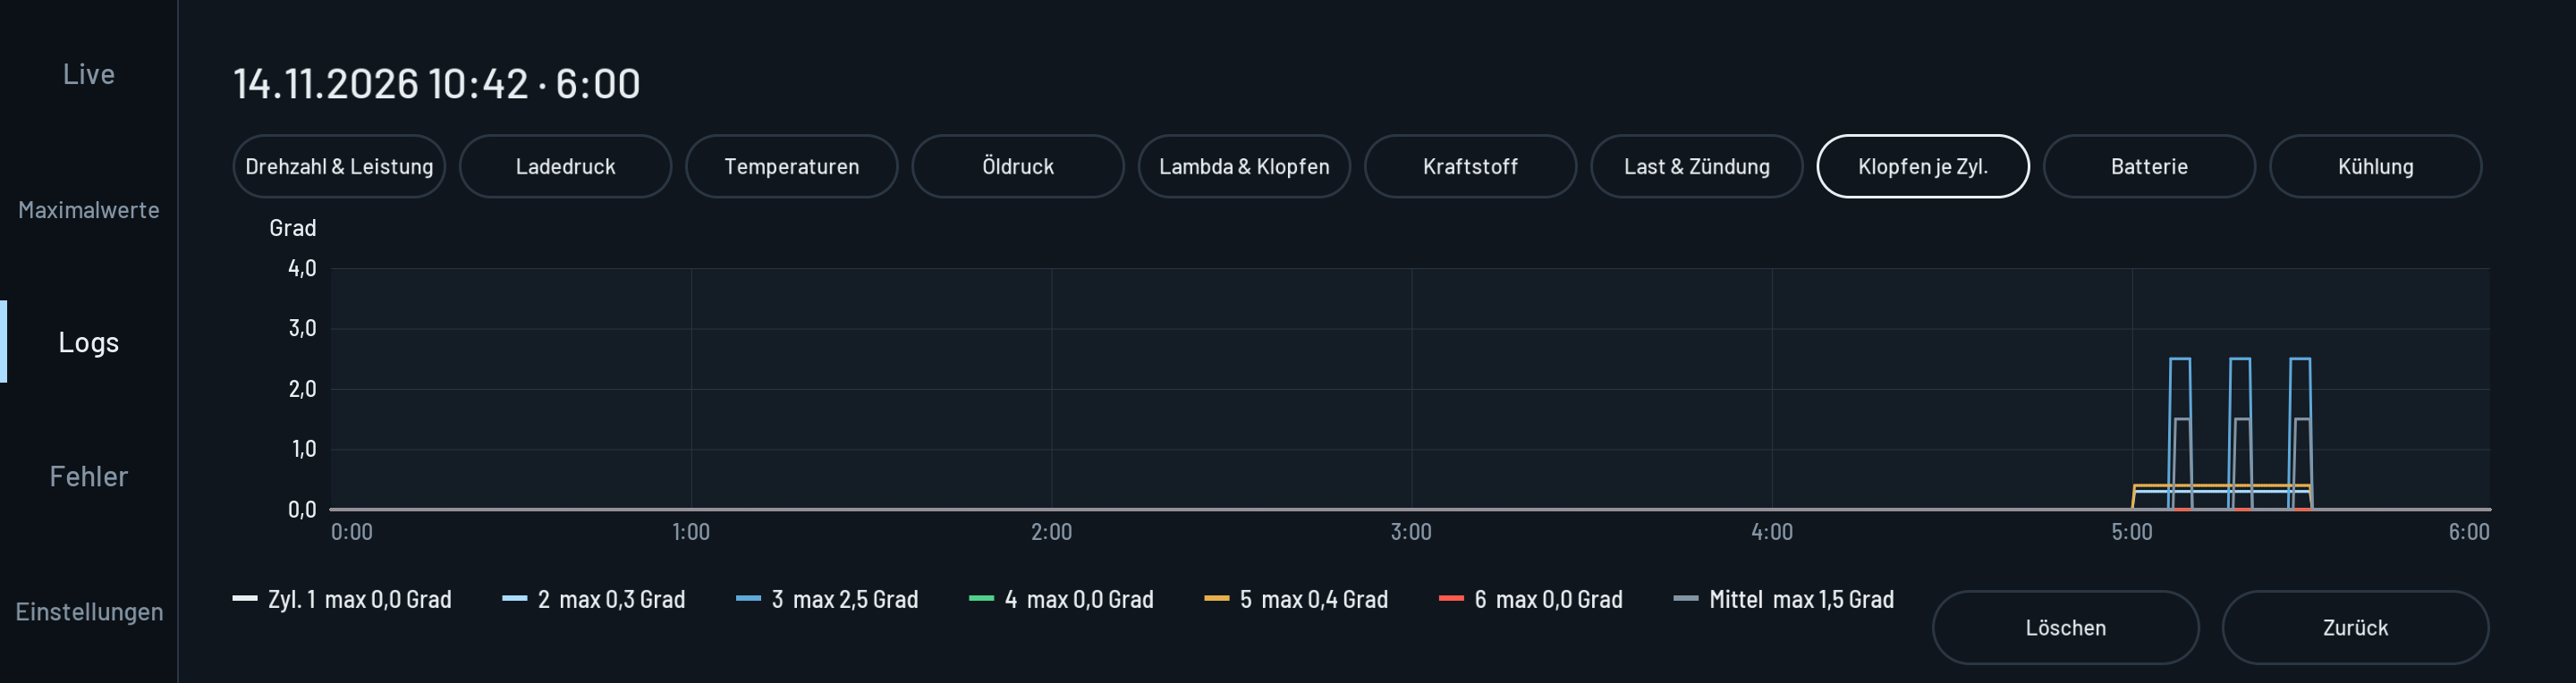 Live
Maximalwerte
Logs
Fehler
Einstellungen
14.11.2026 10:42 · 6:00
Drehzahl & Leistung
Ladedruck
Temperaturen
Öldruck
Lambda & Klopfen
Kraftstoff
Last & Zündung
Klopfen je Zyl.
Batterie
Kühlung
Grad
4,0
3,0
2,0
1,0
0,0
0:00
1:00
2:00
3:00
4:00
5:00
6:00
Zyl. 1 max 0,0 Grad
2 max 0,3 Grad
3 max 2,5 Grad
4 max 0,0 Grad
5 max 0,4 Grad
6 max 0,0 Grad
Mittel max 1,5 Grad
Löschen
Zurück